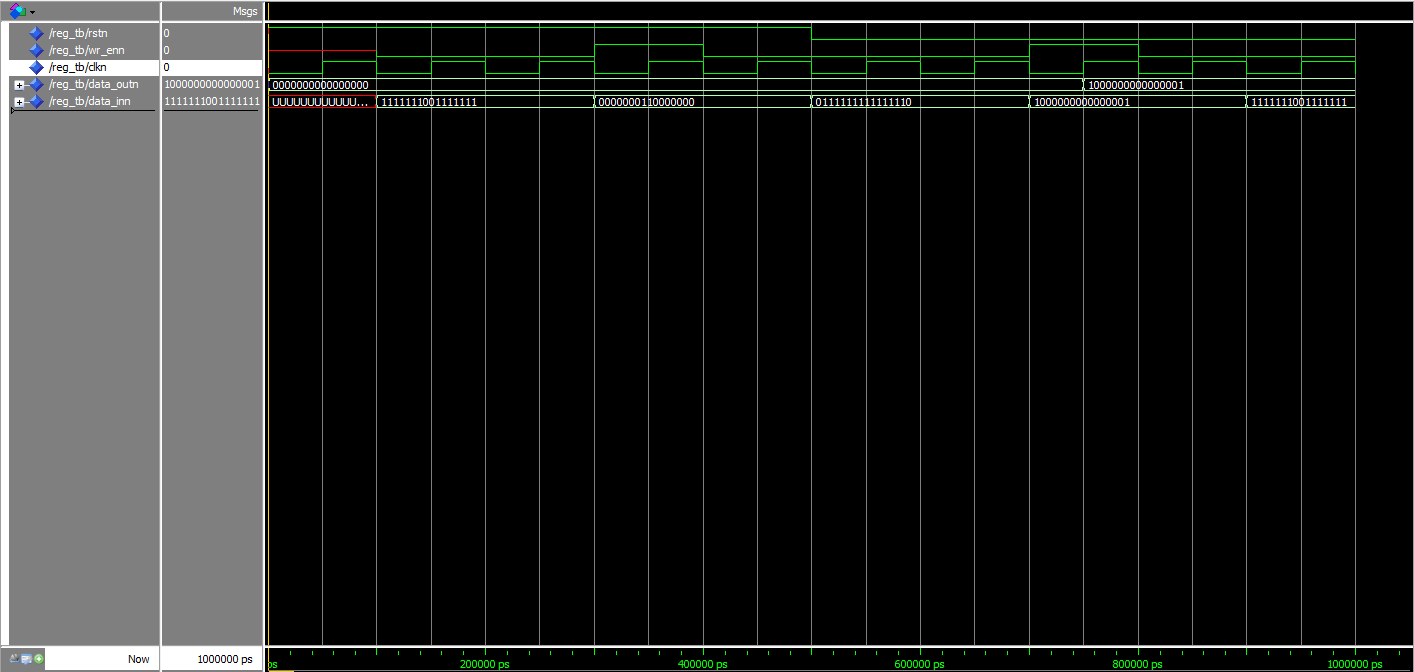 Msgs
/reg_tb/rstn 0
/reg_tb/wr_enn 0
/reg_tb/clkn 0
/reg_tb/data_outn 1000000000000001 0000000000000000 1000000000000001
/reg_tb/data_inn 1111111001111111 UUUUUUUUUUUU... 1111111001111111 0000000110000000 0111111111111110 1000000000000001 1111111001111111
Now 1000000 ps ps 200000 ps 400000 ps 600000 ps 800000 ps 1000000 ps